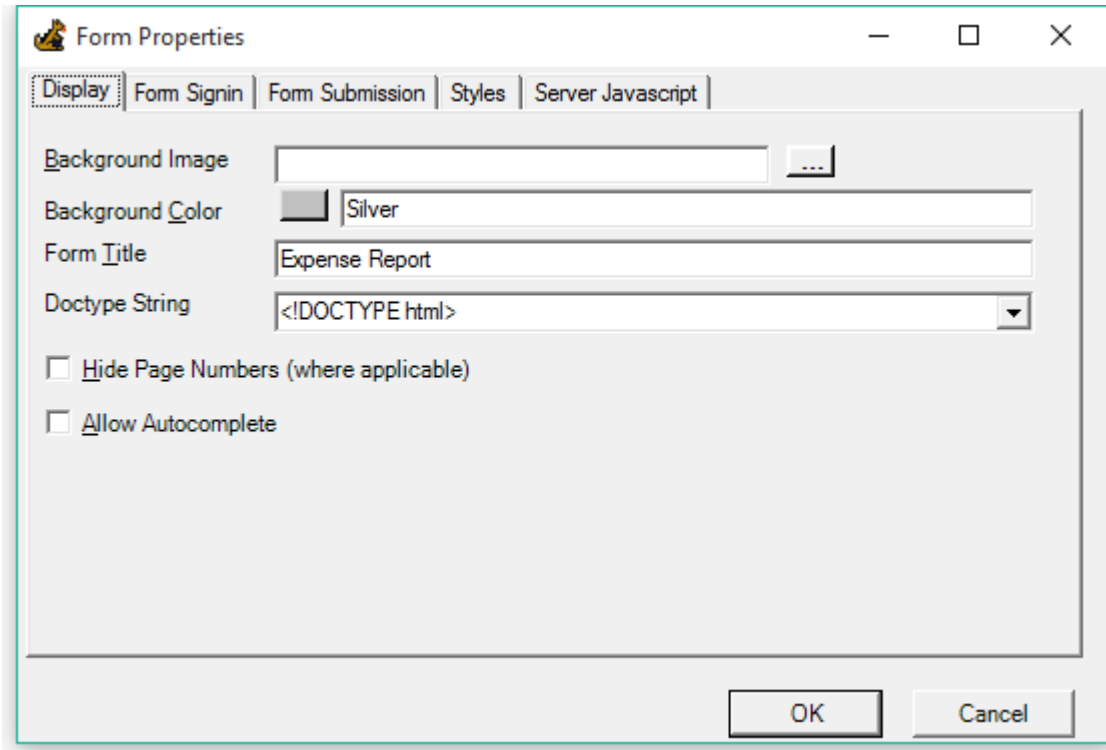 Form Properties
Display Form Signin Form Submission Styles Server Javascript
Background Image ...
Background Color Silver
Form Title Expense Report
Doctype String <!DOCTYPE html>
Hide Page Numbers (where applicable)
Allow Autocomplete
OK Cancel